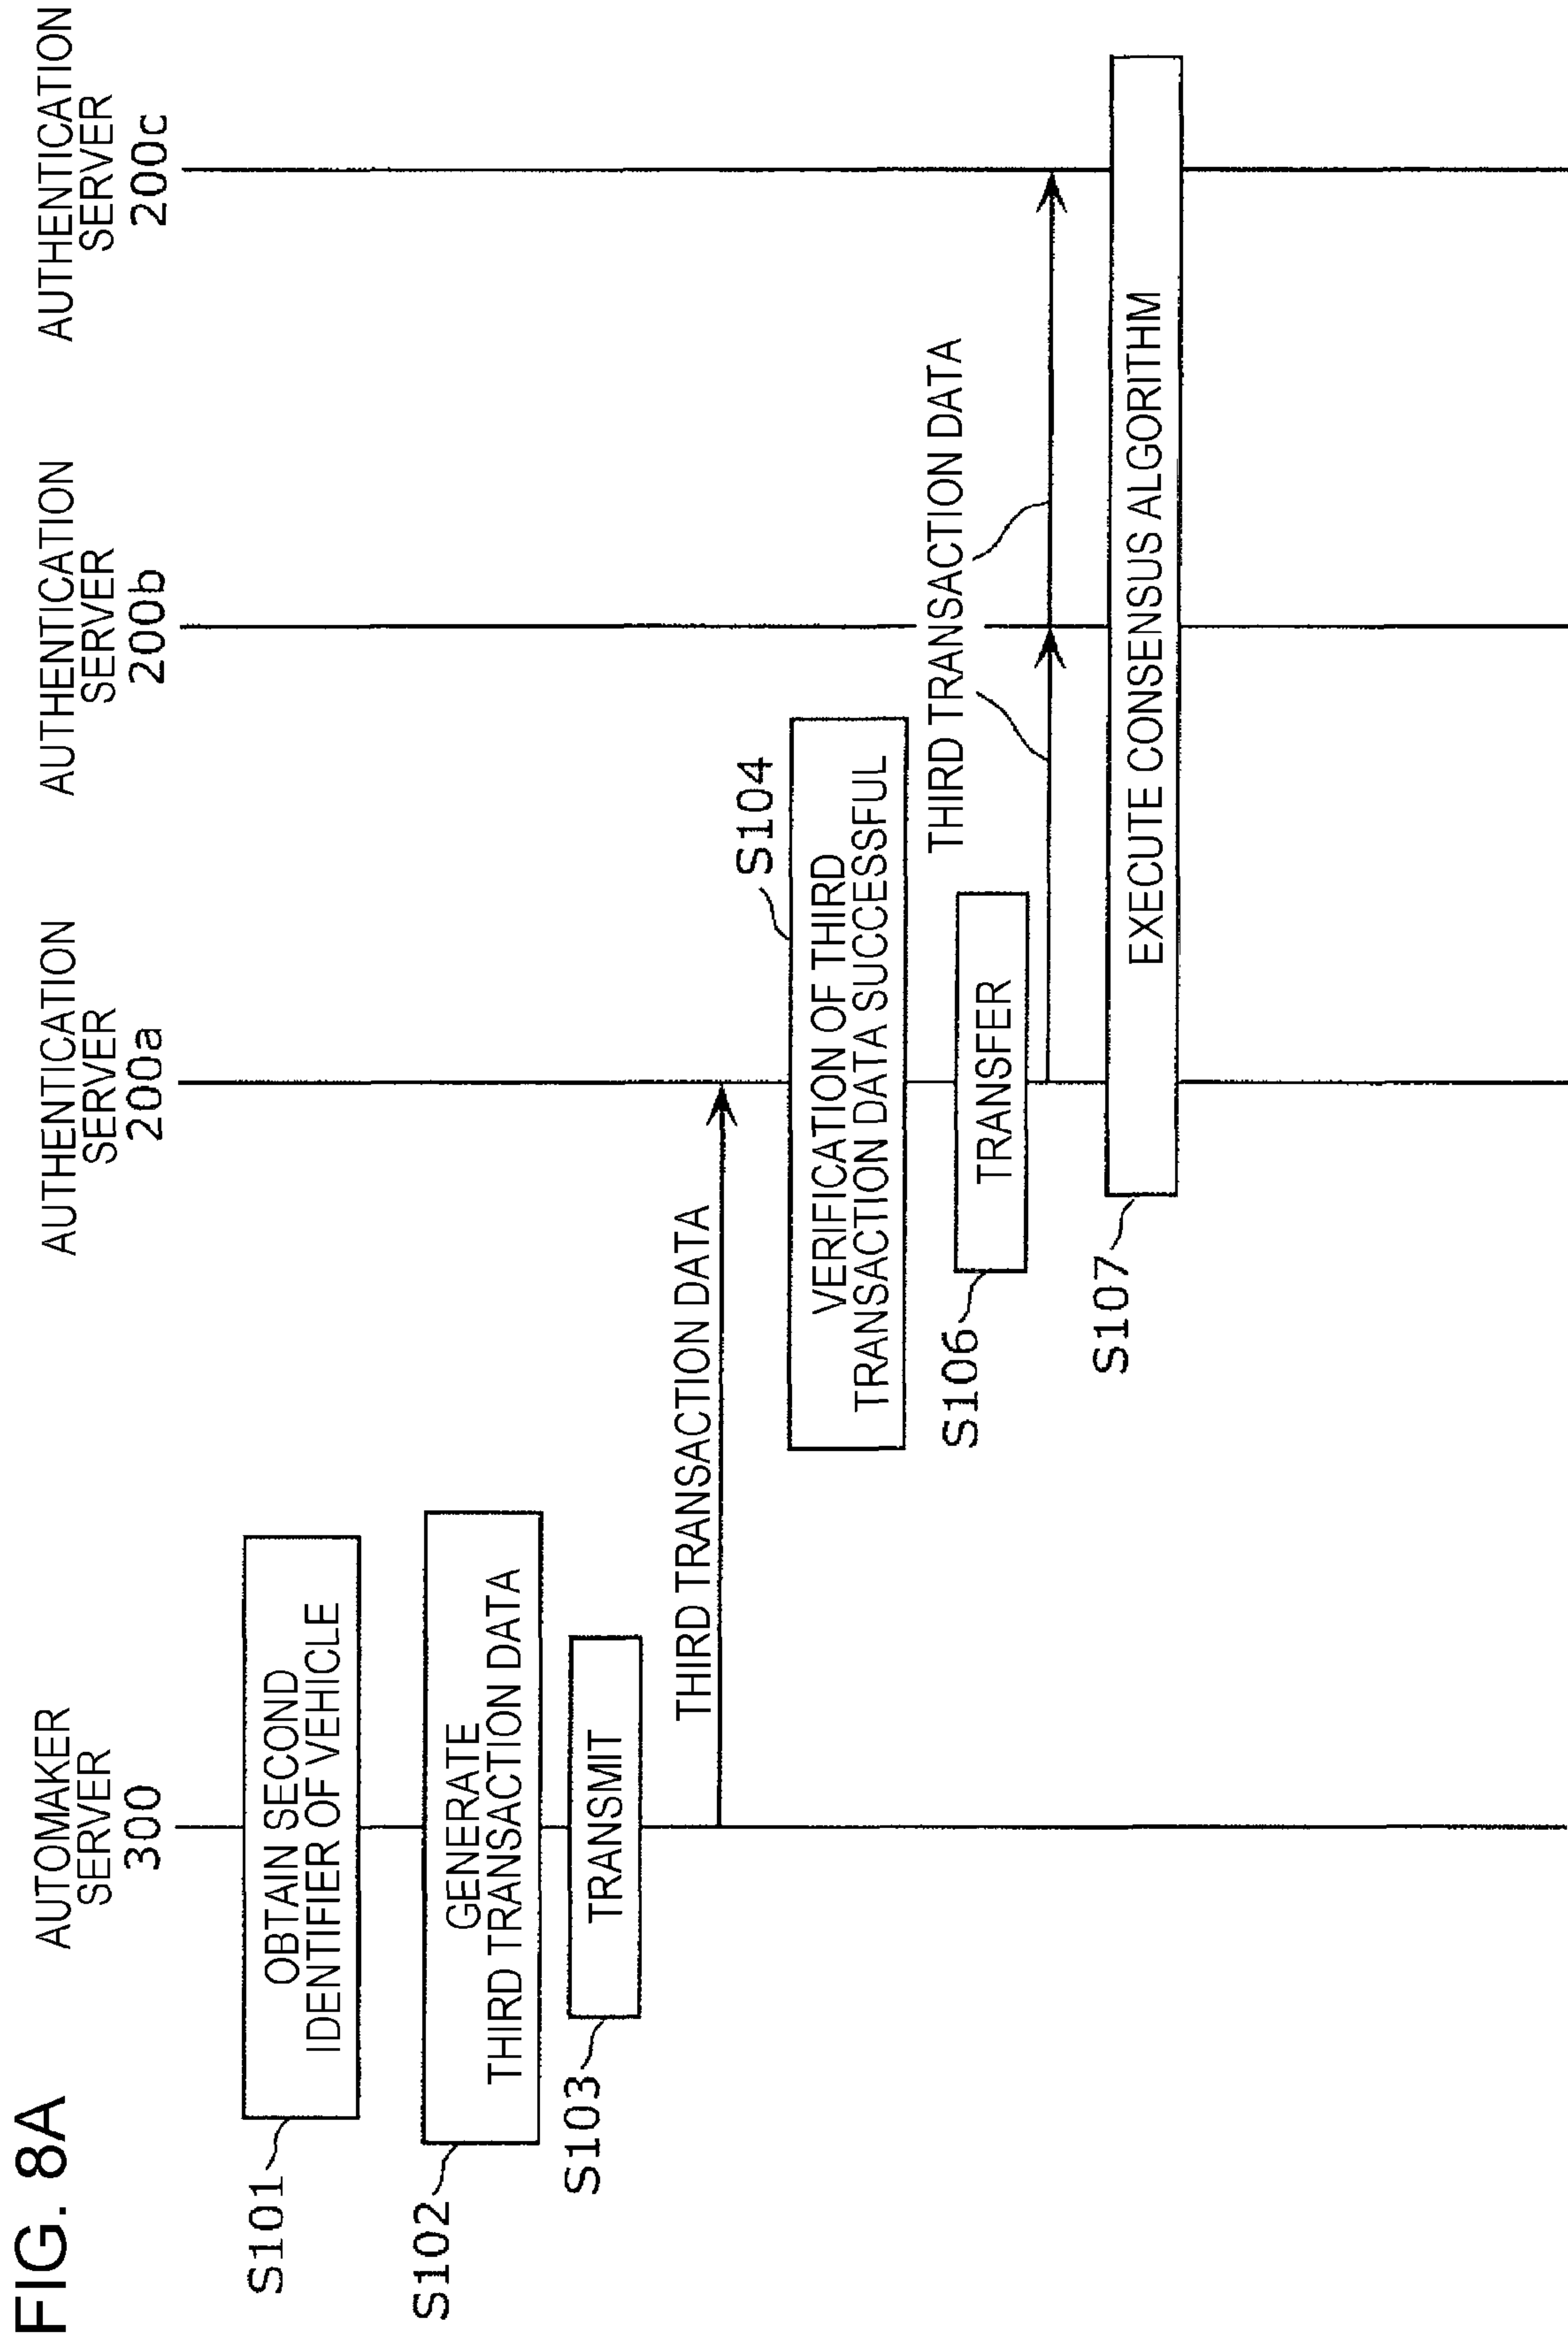 FIG. 8A
AUTOMAKER
SERVER
300
AUTHENTICATION
SERVER
200a
AUTHENTICATION
SERVER
200b
AUTHENTICATION
SERVER
200c
S101
OBTAIN SECOND
IDENTIFIER OF VEHICLE
S102
GENERATE
THIRD TRANSACTION DATA
S103
TRANSMIT
THIRD TRANSACTION DATA
S104
VERIFICATION OF THIRD
TRANSACTION DATA SUCCESSFUL
THIRD TRANSACTION DATA
S106
TRANSFER
S107
EXECUTE CONSENSUS ALGORITHM